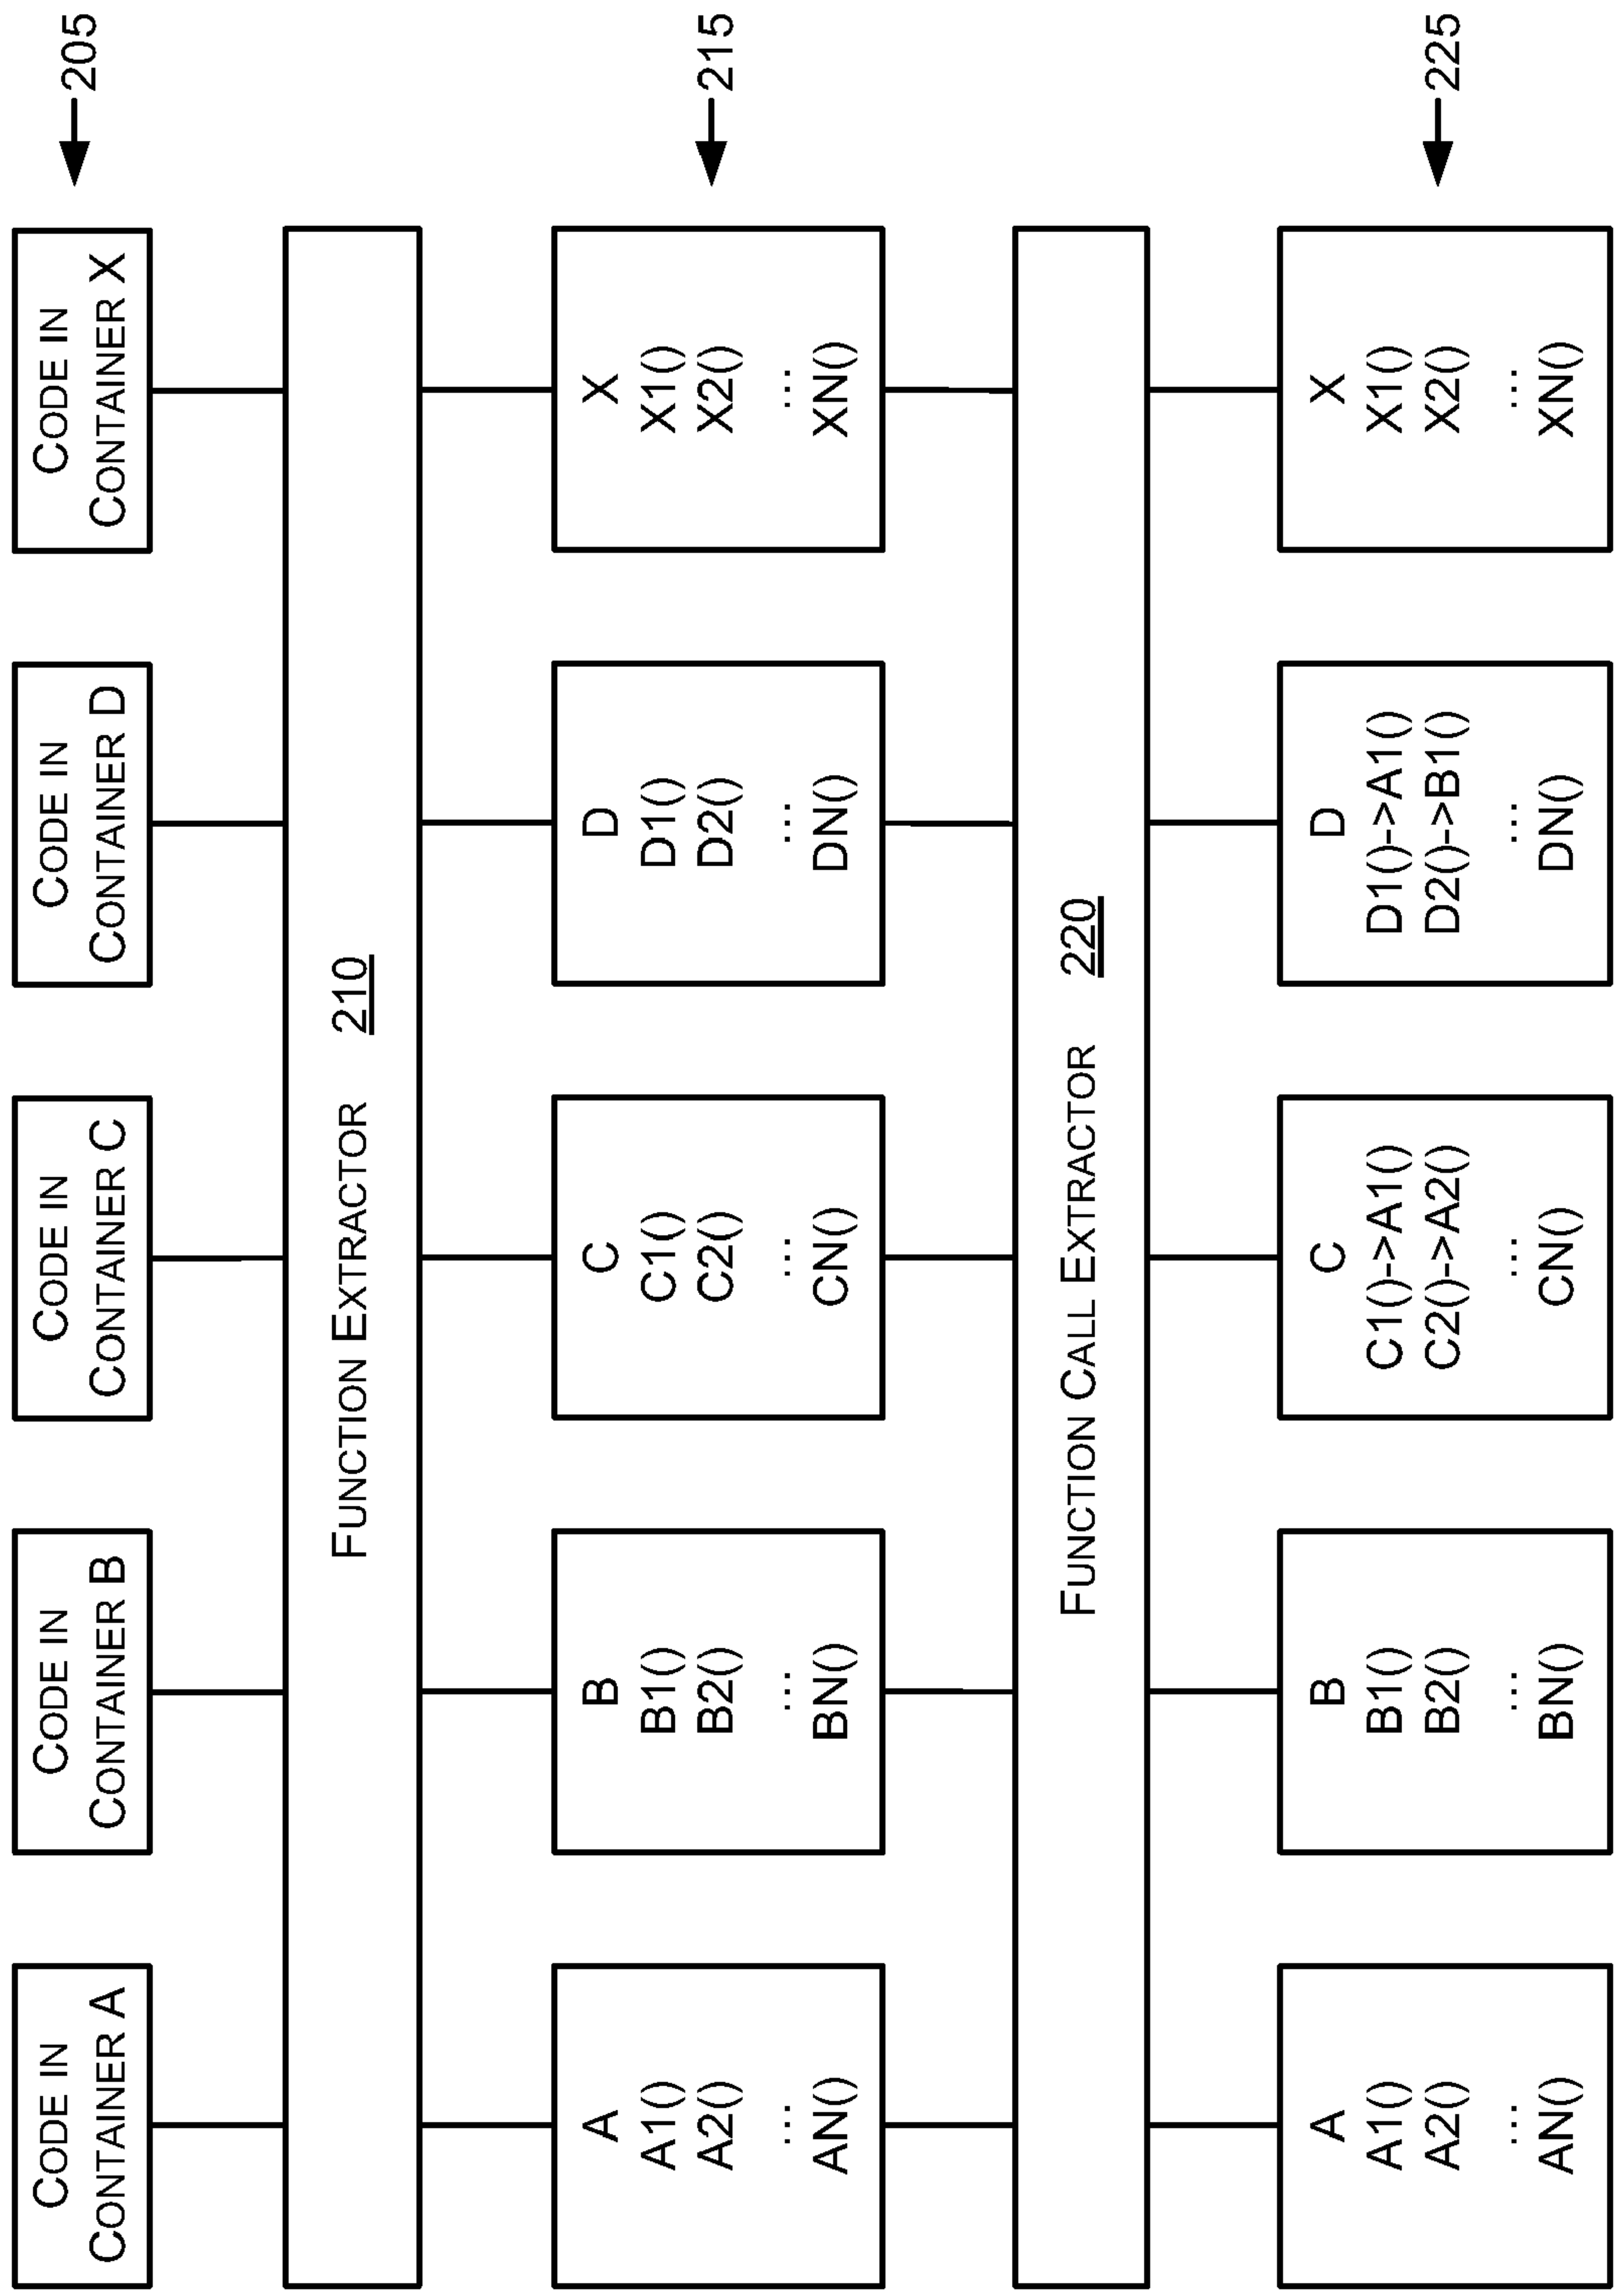 CODE IN
CONTAINER A
CODE IN
CONTAINER B
CODE IN
CONTAINER C
CODE IN
CONTAINER D
CODE IN
CONTAINER X
205
FUNCTION EXTRACTOR 210
A
A1()
A2()
...
AN()
B
B1()
B2()
...
BN()
C
C1()
C2()
...
CN()
D
D1()
D2()
...
DN()
X
X1()
X2()
...
XN()
215
FUNCTION CALL EXTRACTOR 220
A
A1()
A2()
...
AN()
B
B1()
B2()
...
BN()
C
C1()->A1()
C2()->A2()
...
CN()
D
D1()->A1()
D2()->B1()
...
DN()
X
X1()
X2()
...
XN()
225